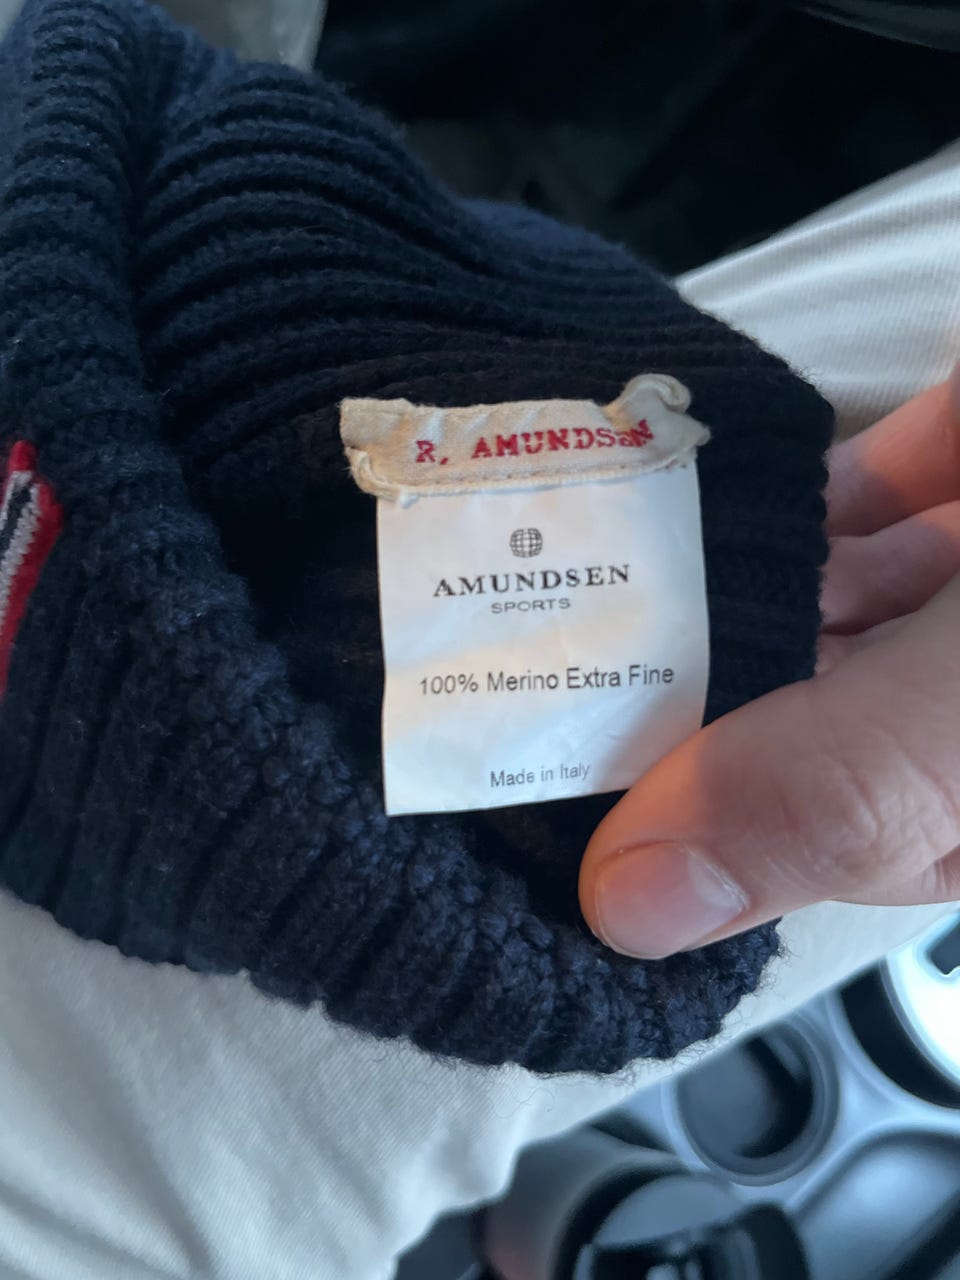 R. AMUNDSEN
AMUNDSEN
SPORTS
100% Merino Extra Fine
Made in Italy